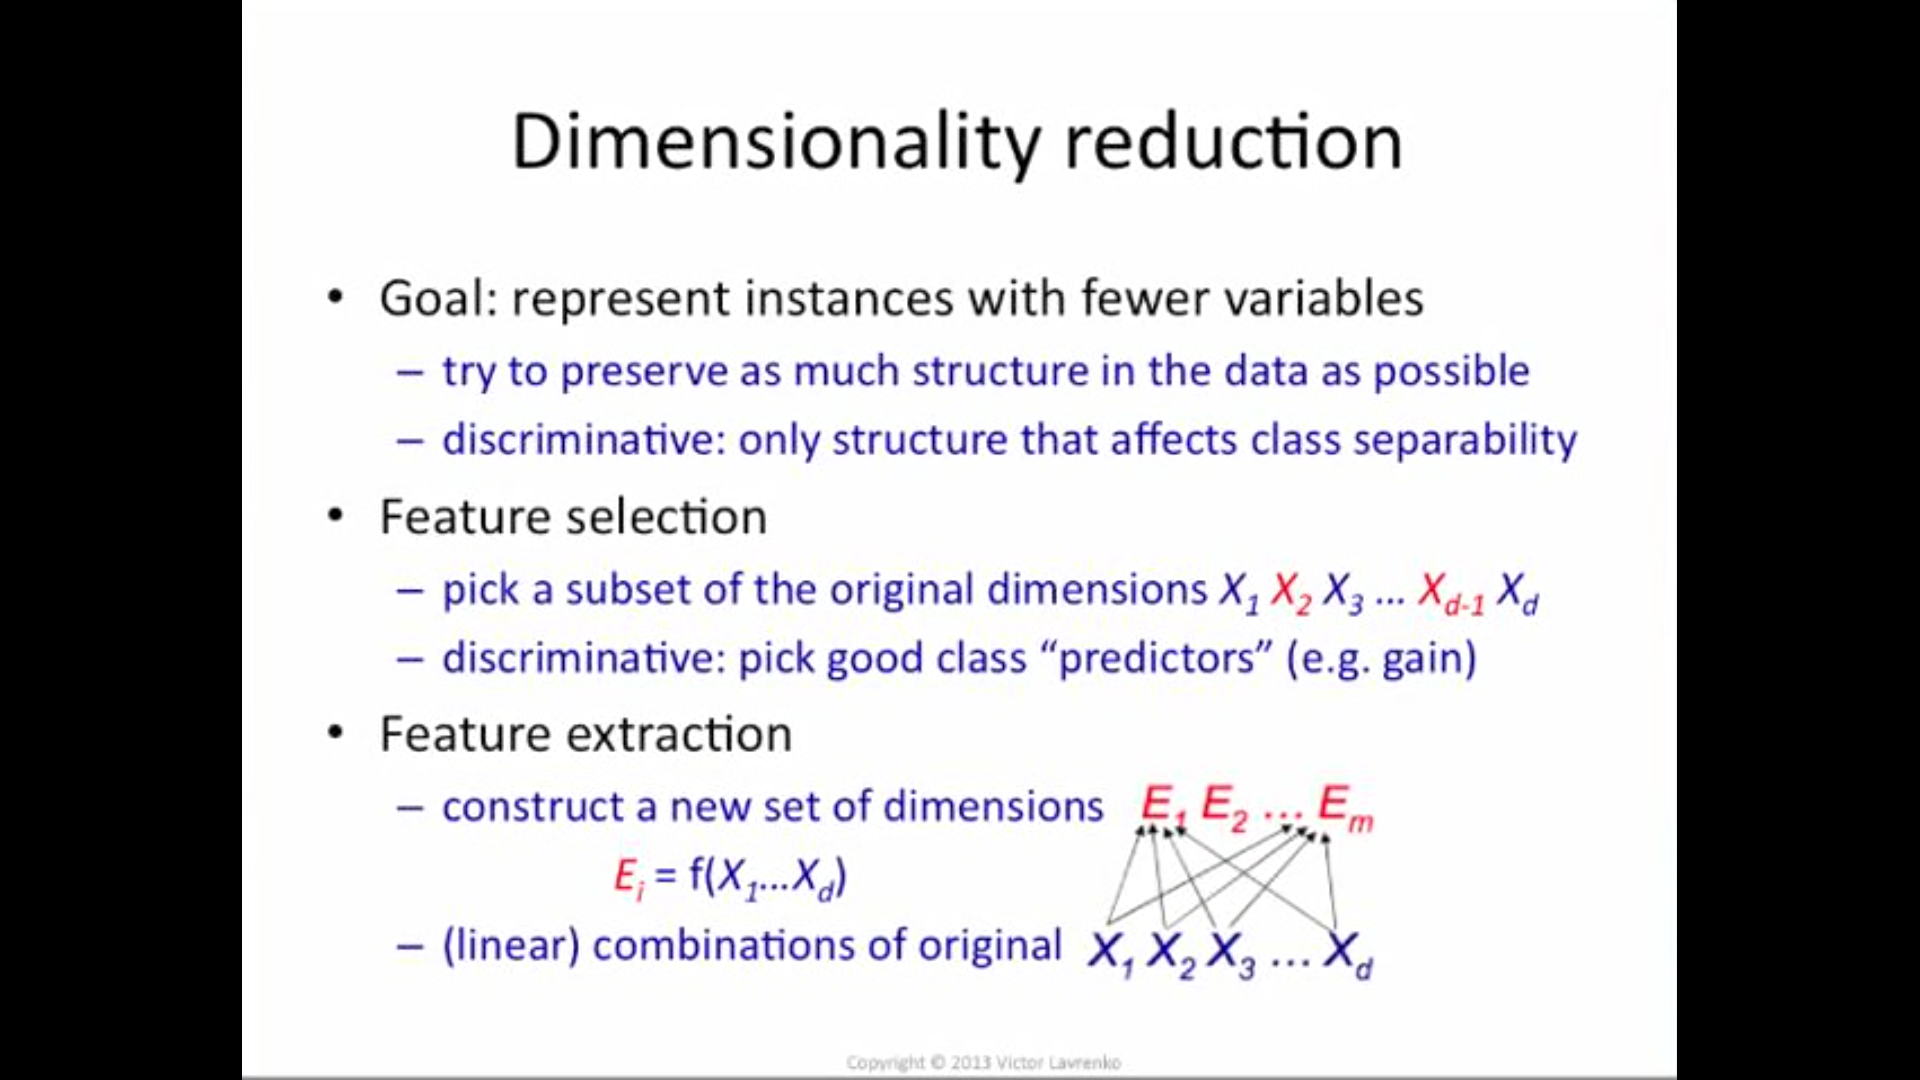 Dimensionality reduction
• Goal: represent instances with fewer variables
– try to preserve as much structure in the data as possible
– discriminative: only structure that affects class separability
• Feature selection
– pick a subset of the original dimensions X1 X2 X3 ... Xd-1 Xd
– discriminative: pick good class “predictors” (e.g. gain)
• Feature extraction
– construct a new set of dimensions E1 E2 ... Em
Ei = f(X1...Xd)
– (linear) combinations of original X1 X2 X3 ... Xd
Copyright © 2013 Victor Lavrenko